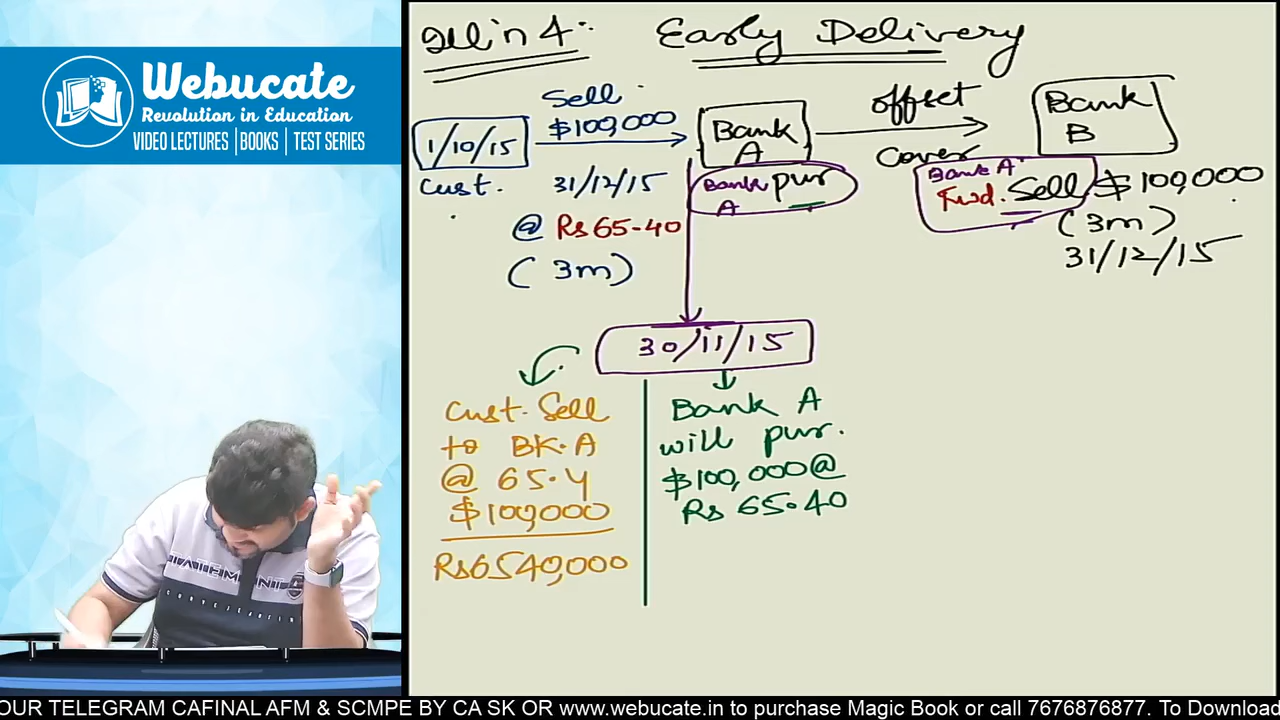 Webucate
Revolution in Education
VIDEO LECTURES | BOOKS | TEST SERIES
Ill'n 4: Early Delivery
1/10/15
Cust.
Sell
$100,000
31/12/15
@ Rs 65.40
(3m)
Bank
A
Bank pur
A
offset
Cover
Bank
B
Bank A
Fwd. Sell $100,000
(3m)
31/12/15
30/11/15
Cust. Sell
to BK. A
@ 65.4
$100,000
Rs 6540,000
Bank A
will pur.
$100,000@
Rs 65.40
STATEMENT
OUR TELEGRAM CAFINAL AFM & SCMPE BY CA SK OR www.webucate.in to purchase Magic Book or call 7676876877. To Download